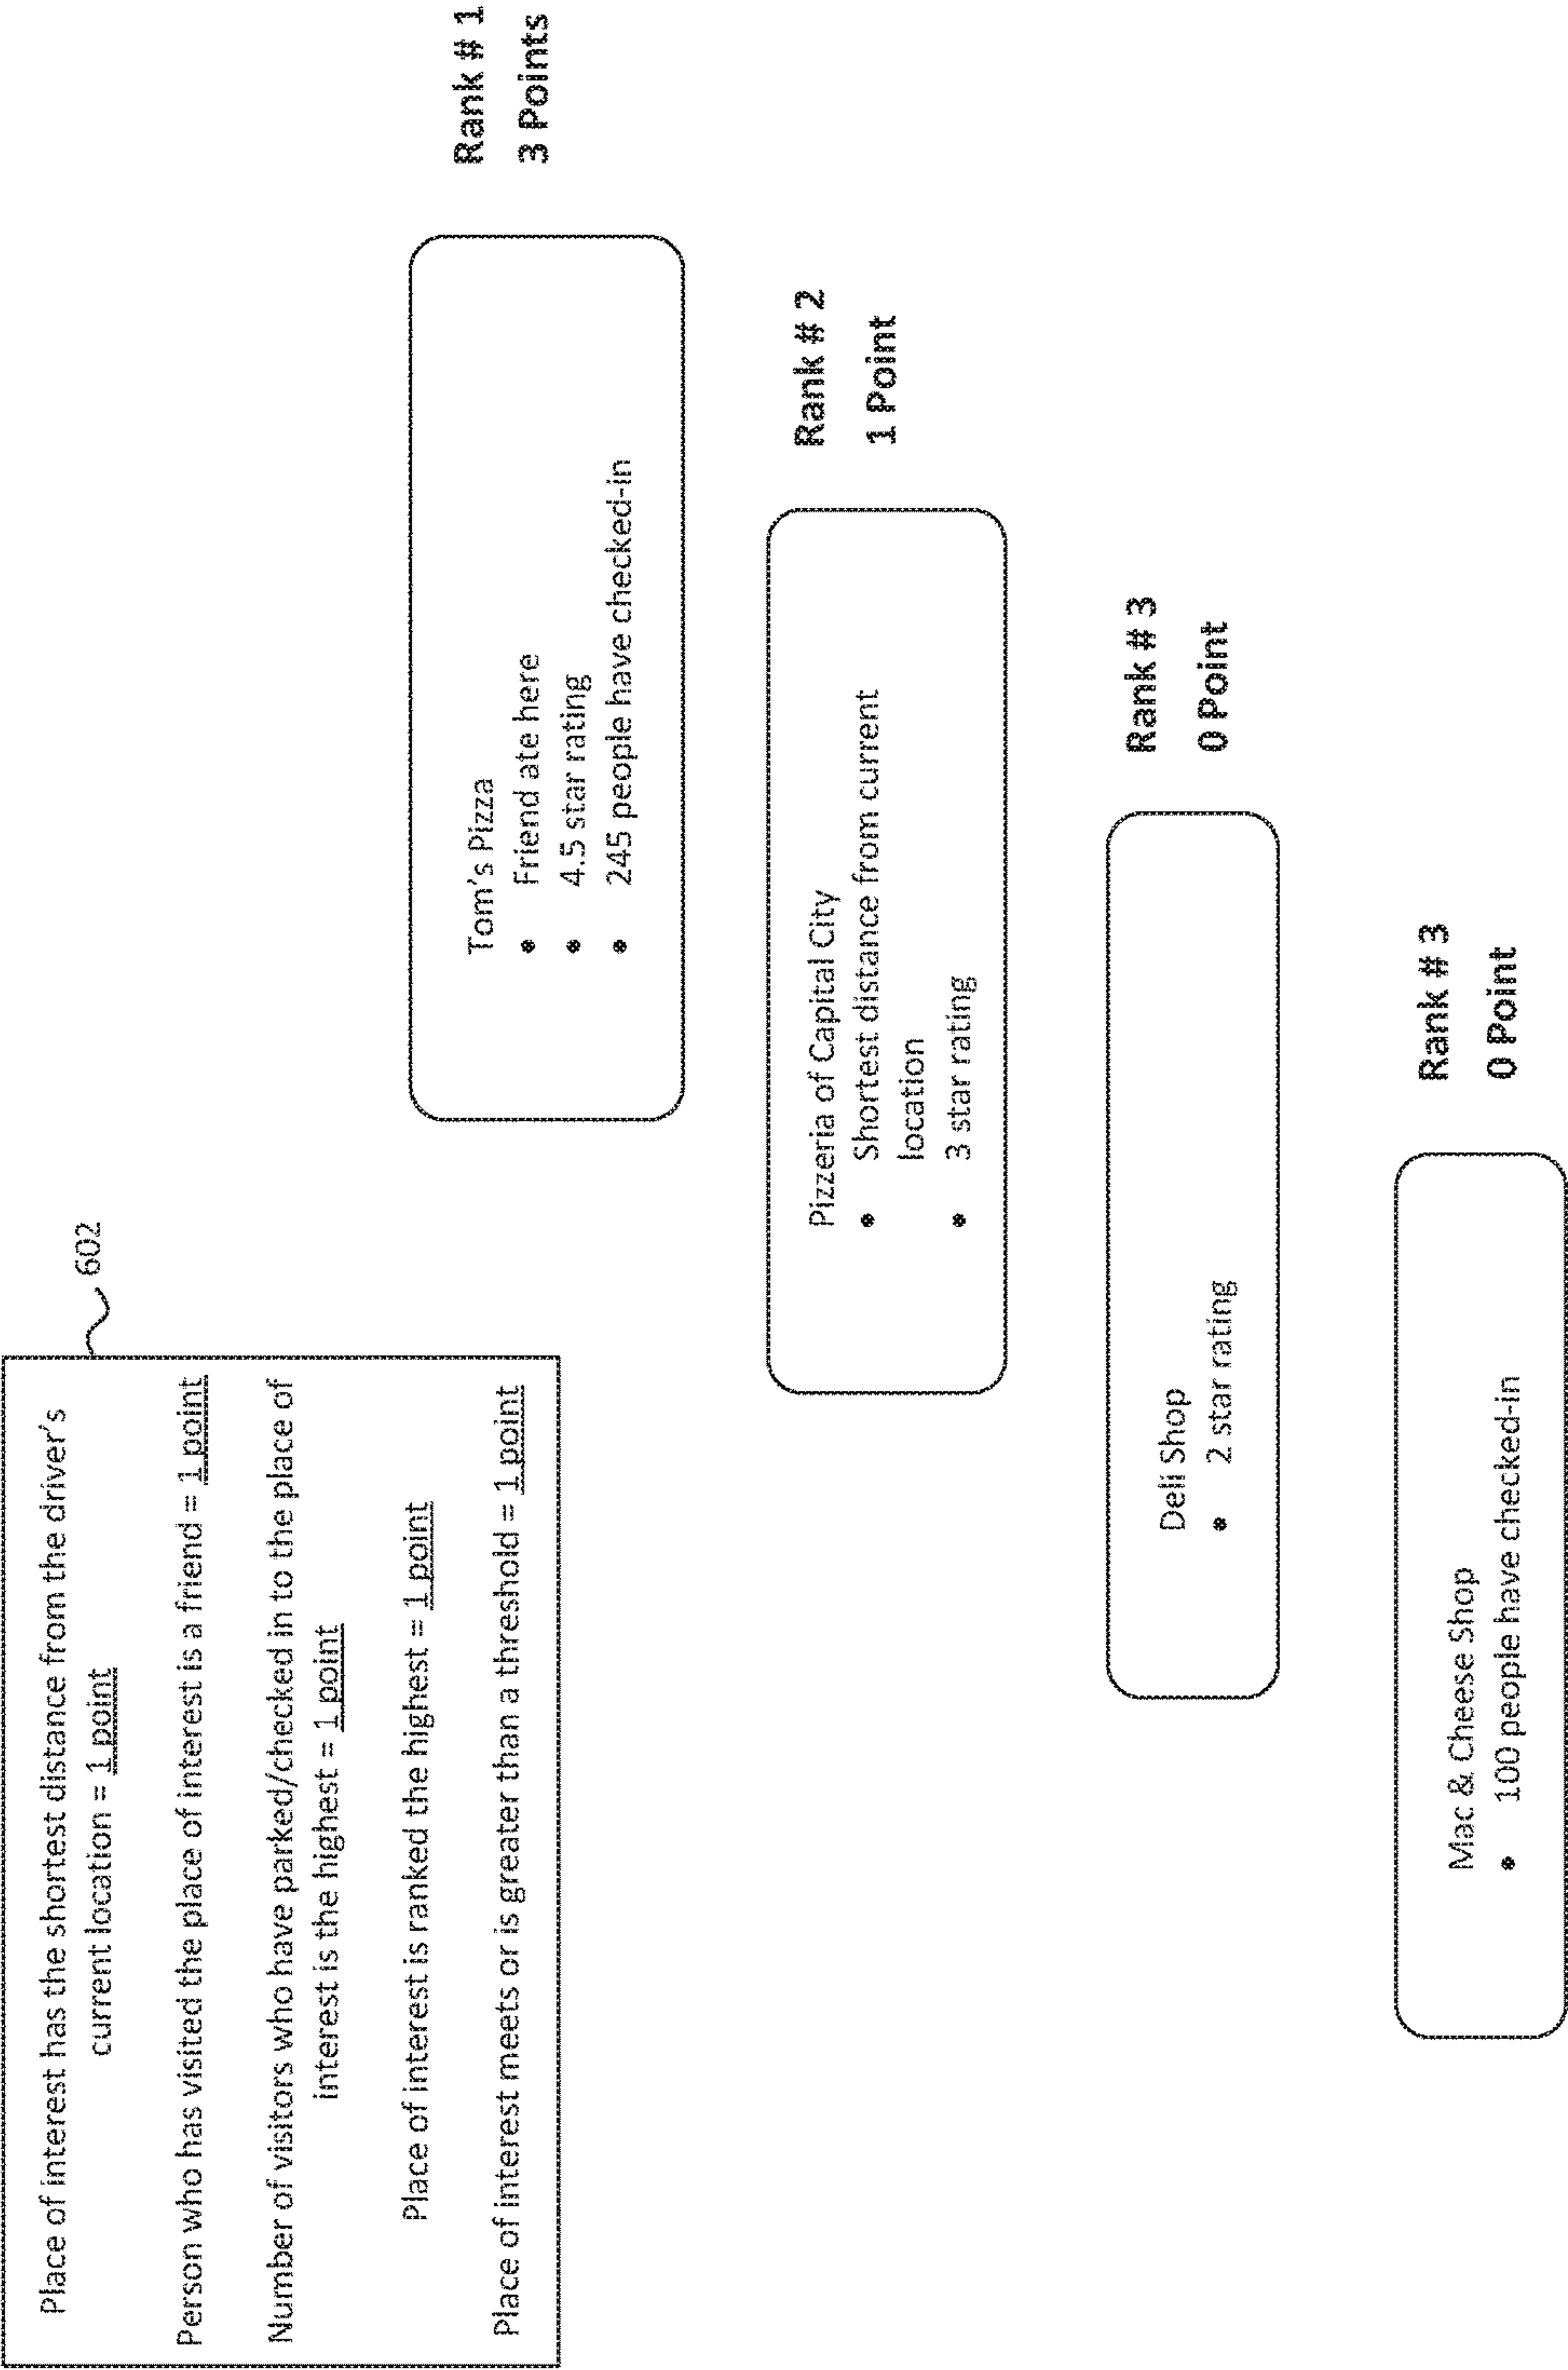 Place of interest has the shortest distance from the driver's
current location = 1 point
Person who has visited the place of interest is a friend = 1 point
Number of visitors who have parked/checked in to the place of
interest is the highest = 1 point
Place of interest is ranked the highest = 1 point
Place of interest meets or is greater than a threshold = 1 point
602
Tom's Pizza
• Friend ate here
• 4.5 star rating
• 245 people have checked-in
Rank # 1
3 Points
Pizzeria of Capital City
• Shortest distance from current
location
• 3 star rating
Rank # 2
1 Point
Deli Shop
• 2 star rating
Rank # 3
0 Point
Mac & Cheese Shop
• 100 people have checked-in
Rank # 3
0 Point